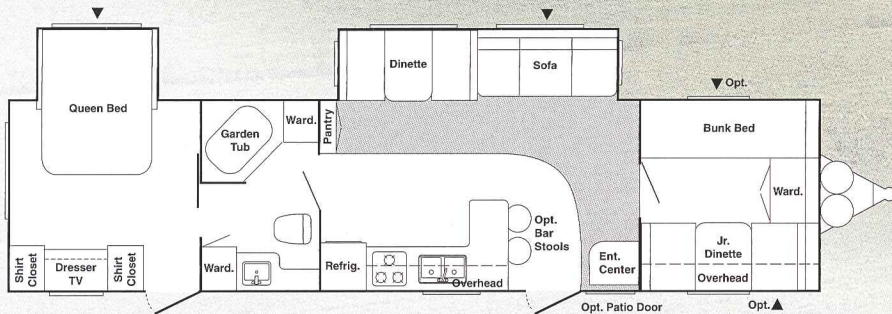 Queen Bed
Garden
Tub
Ward.
Pantry
Dinette
Sofa
Opt.
Bunk Bed
Ward.
Jr.
Dinette
Overhead
Opt.
Bar
Stools
Ent.
Center
Shirt
Closet
Dresser
TV
Shirt
Closet
Ward.
Refrig.
Overhead
Opt. Patio Door
Opt.